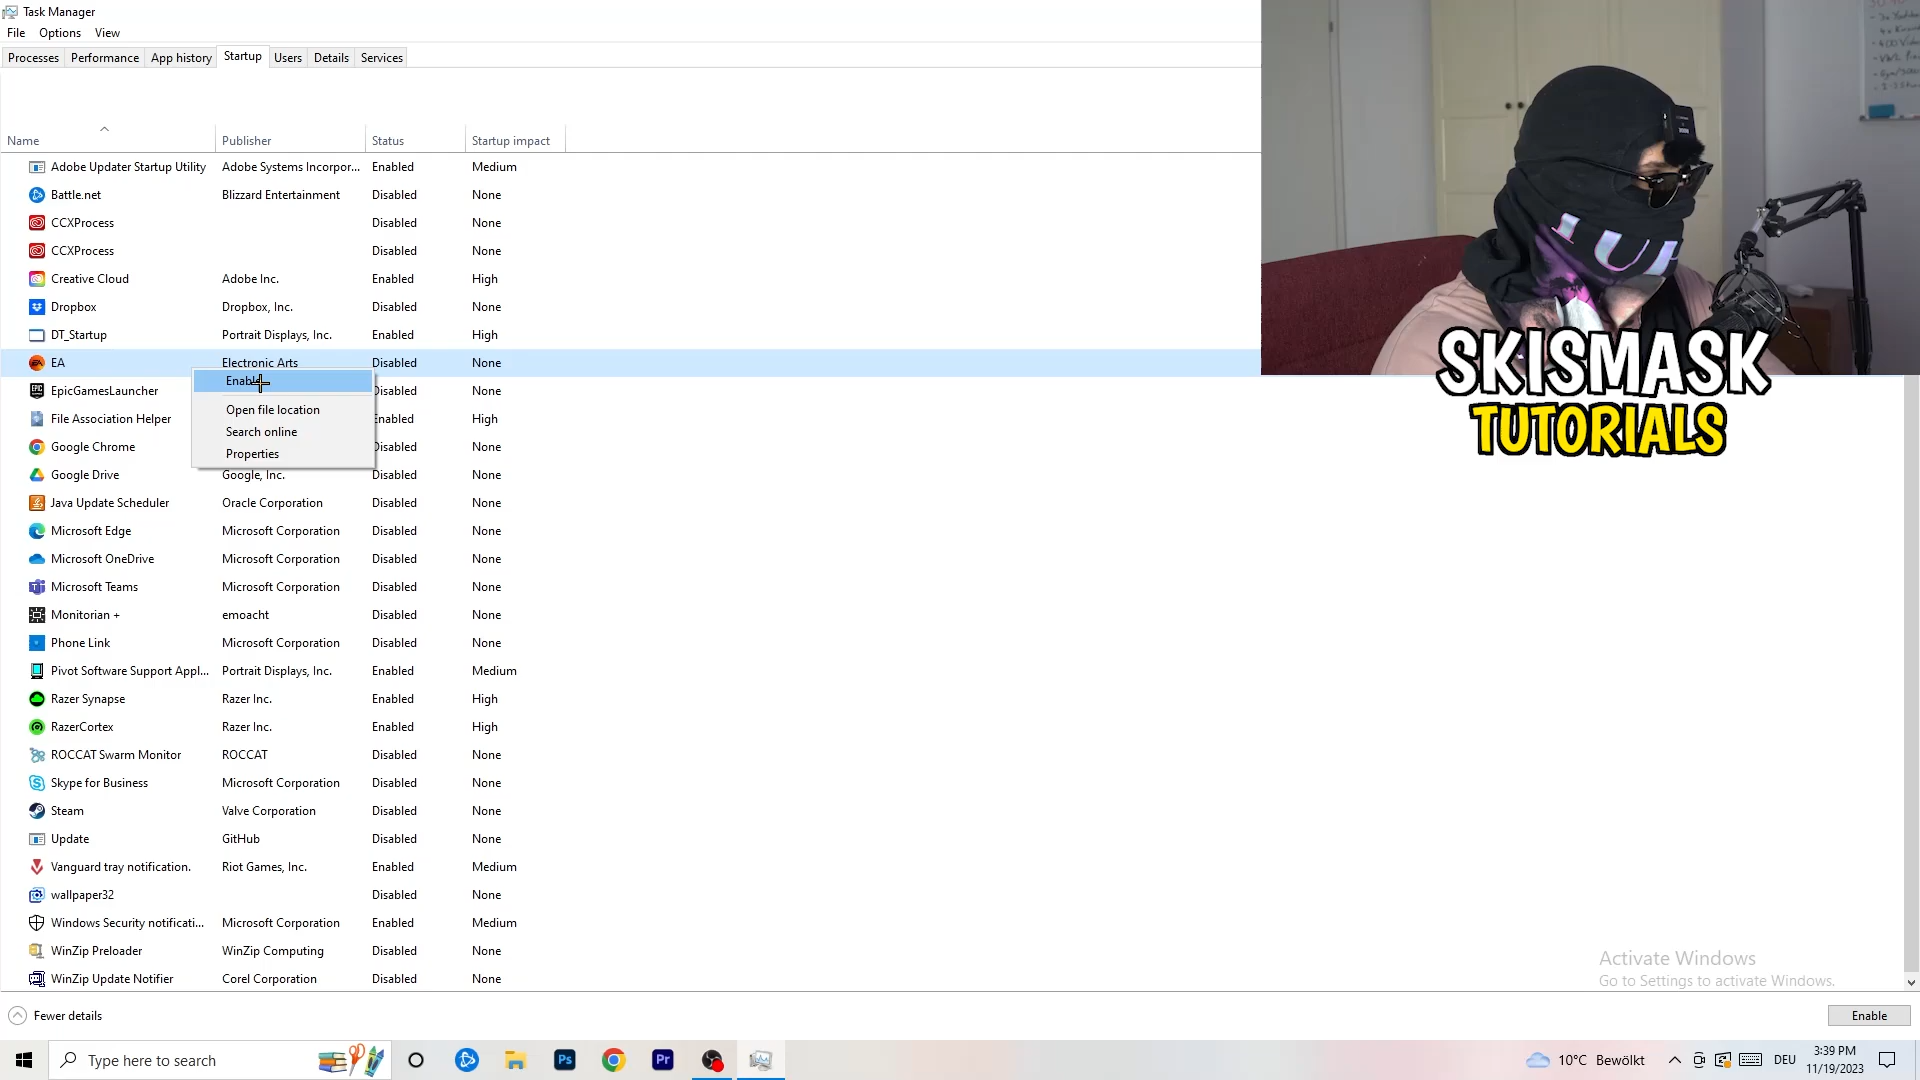 Task Manager
File Options View
Processes Performance App history Startup Users Details Services
Name Publisher Status Startup impact
Adobe Updater Startup Utility Adobe Systems Incorpor... Enabled Medium
Battle.net Blizzard Entertainment Disabled None
CCXProcess Disabled None
CCXProcess Disabled None
Creative Cloud Adobe Inc. Enabled High
Dropbox Dropbox, Inc. Disabled None
DT_Startup Portrait Displays, Inc. Enabled High
EA Electronic Arts Disabled None
EpicGamesLauncher Disabled None
File Association Helper Enabled High
Google Chrome Disabled None
Google Drive Google, Inc. Disabled None
Java Update Scheduler Oracle Corporation Disabled None
Microsoft Edge Microsoft Corporation Disabled None
Microsoft OneDrive Microsoft Corporation Disabled None
Microsoft Teams Microsoft Corporation Disabled None
Monitorian + emoacht Disabled None
Phone Link Microsoft Corporation Disabled None
Pivot Software Support Appl... Portrait Displays, Inc. Enabled Medium
Razer Synapse Razer Inc. Enabled High
RazerCortex Razer Inc. Enabled High
ROCCAT Swarm Monitor ROCCAT Disabled None
Skype for Business Microsoft Corporation Disabled None
Steam Valve Corporation Disabled None
Update GitHub Disabled None
Vanguard tray notification. Riot Games, Inc. Enabled Medium
wallpaper32 Disabled None
Windows Security notificati... Microsoft Corporation Enabled Medium
WinZip Preloader WinZip Computing Disabled None
WinZip Update Notifier Corel Corporation Disabled None
Enable
Open file location
Search online
Properties
SKISMASK
TUTORIALS
Activate Windows
Go to Settings to activate Windows.
Fewer details
Enable
Type here to search
Ps
Pr
10°C Bewölkt
DEU
3:39 PM
11/19/2023